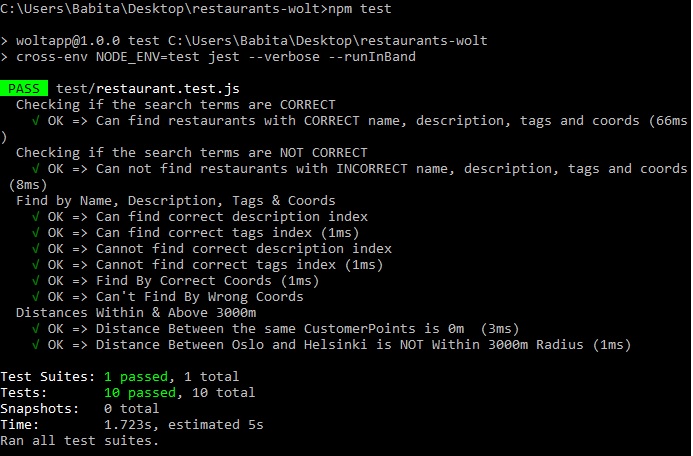 C:\Users\Babita\Desktop\restaurants-wolt>npm test
> woltapp@1.0.0 test C:\Users\Babita\Desktop\restaurants-wolt
> cross-env NODE_ENV=test jest --verbose --runInBand
PASS test/restaurant.test.js
Checking if the search terms are CORRECT
√ OK => Can find restaurants with CORRECT name, description, tags and coords (66ms
)
Checking if the search terms are NOT CORRECT
√ OK => Can not find restaurants with INCORRECT name, description, tags and coords
(8ms)
Find by Name, Description, Tags & Coords
√ OK => Can find correct description index
√ OK => Can find correct tags index (1ms)
√ OK => Cannot find correct description index
√ OK => Cannot find correct tags index (1ms)
√ OK => Find By Correct Coords (1ms)
√ OK => Can't Find By Wrong Coords
Distances Within & Above 3000m
√ OK => Distance Between the same CustomerPoints is 0m  (3ms)
√ OK => Distance Between Oslo and Helsinki is NOT Within 3000m Radius (1ms)
Test Suites: 1 passed, 1 total
Tests:       10 passed, 10 total
Snapshots:   0 total
Time:        1.723s, estimated 5s
Ran all test suites.